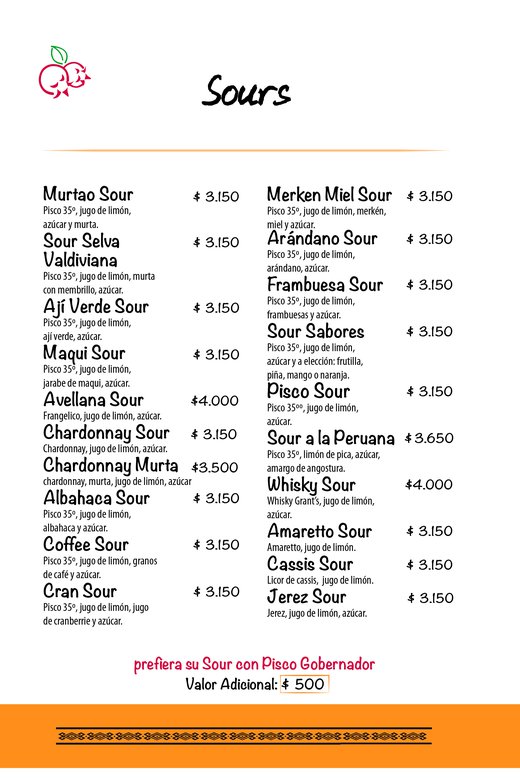 Sours
Murtao Sour $ 3.150
Pisco 35º, jugo de limón,
azúcar y murta.
Sour Selva $ 3.150
Valdiviana
Pisco 35º, jugo de limón, murta
con membrillo, azúcar.
Ají Verde Sour $ 3.150
Pisco 35º, jugo de limón,
ají verde, azúcar.
Maqui Sour $ 3.150
Pisco 35º, jugo de limón,
jarabe de maqui, azúcar.
Avellana Sour $4.000
Frangelico, jugo de limón, azúcar.
Chardonnay Sour $ 3.150
Chardonnay, jugo de limón, azúcar.
Chardonnay Murta $3.500
chardonnay, murta, jugo de limón, azúcar
Albahaca Sour $ 3.150
Pisco 35º, jugo de limón,
albahaca y azúcar.
Coffee Sour $ 3.150
Pisco 35º, jugo de limón, granos
de café y azúcar.
Cran Sour $ 3.150
Pisco 35º, jugo de limón, jugo
de cranberrie y azúcar.
Merken Miel Sour $ 3.150
Pisco 35º, jugo de limón, merkén,
miel y azúcar.
Arándano Sour $ 3.150
Pisco 35º, jugo de limón,
arándano, azúcar.
Frambuesa Sour $ 3.150
Pisco 35º, jugo de limón,
frambuesas y azúcar.
Sour Sabores $ 3.150
Pisco 35º, jugo de limón,
azúcar y a elección: frutilla,
piña, mango o naranja.
Pisco Sour $ 3.150
Pisco 35ºº, jugo de limón,
azúcar.
Sour a la Peruana $ 3.650
Pisco 35º, limón de pica, azúcar,
amargo de angostura.
Whisky Sour $4.000
Whisky Grant's, jugo de limón,
azúcar.
Amaretto Sour $ 3.150
Amaretto, jugo de limón.
Cassis Sour $ 3.150
Licor de cassis, jugo de limón.
Jerez Sour $ 3.150
Jerez, jugo de limón, azúcar.
prefiera su Sour con Pisco Gobernador
Valor Adicional: $ 500